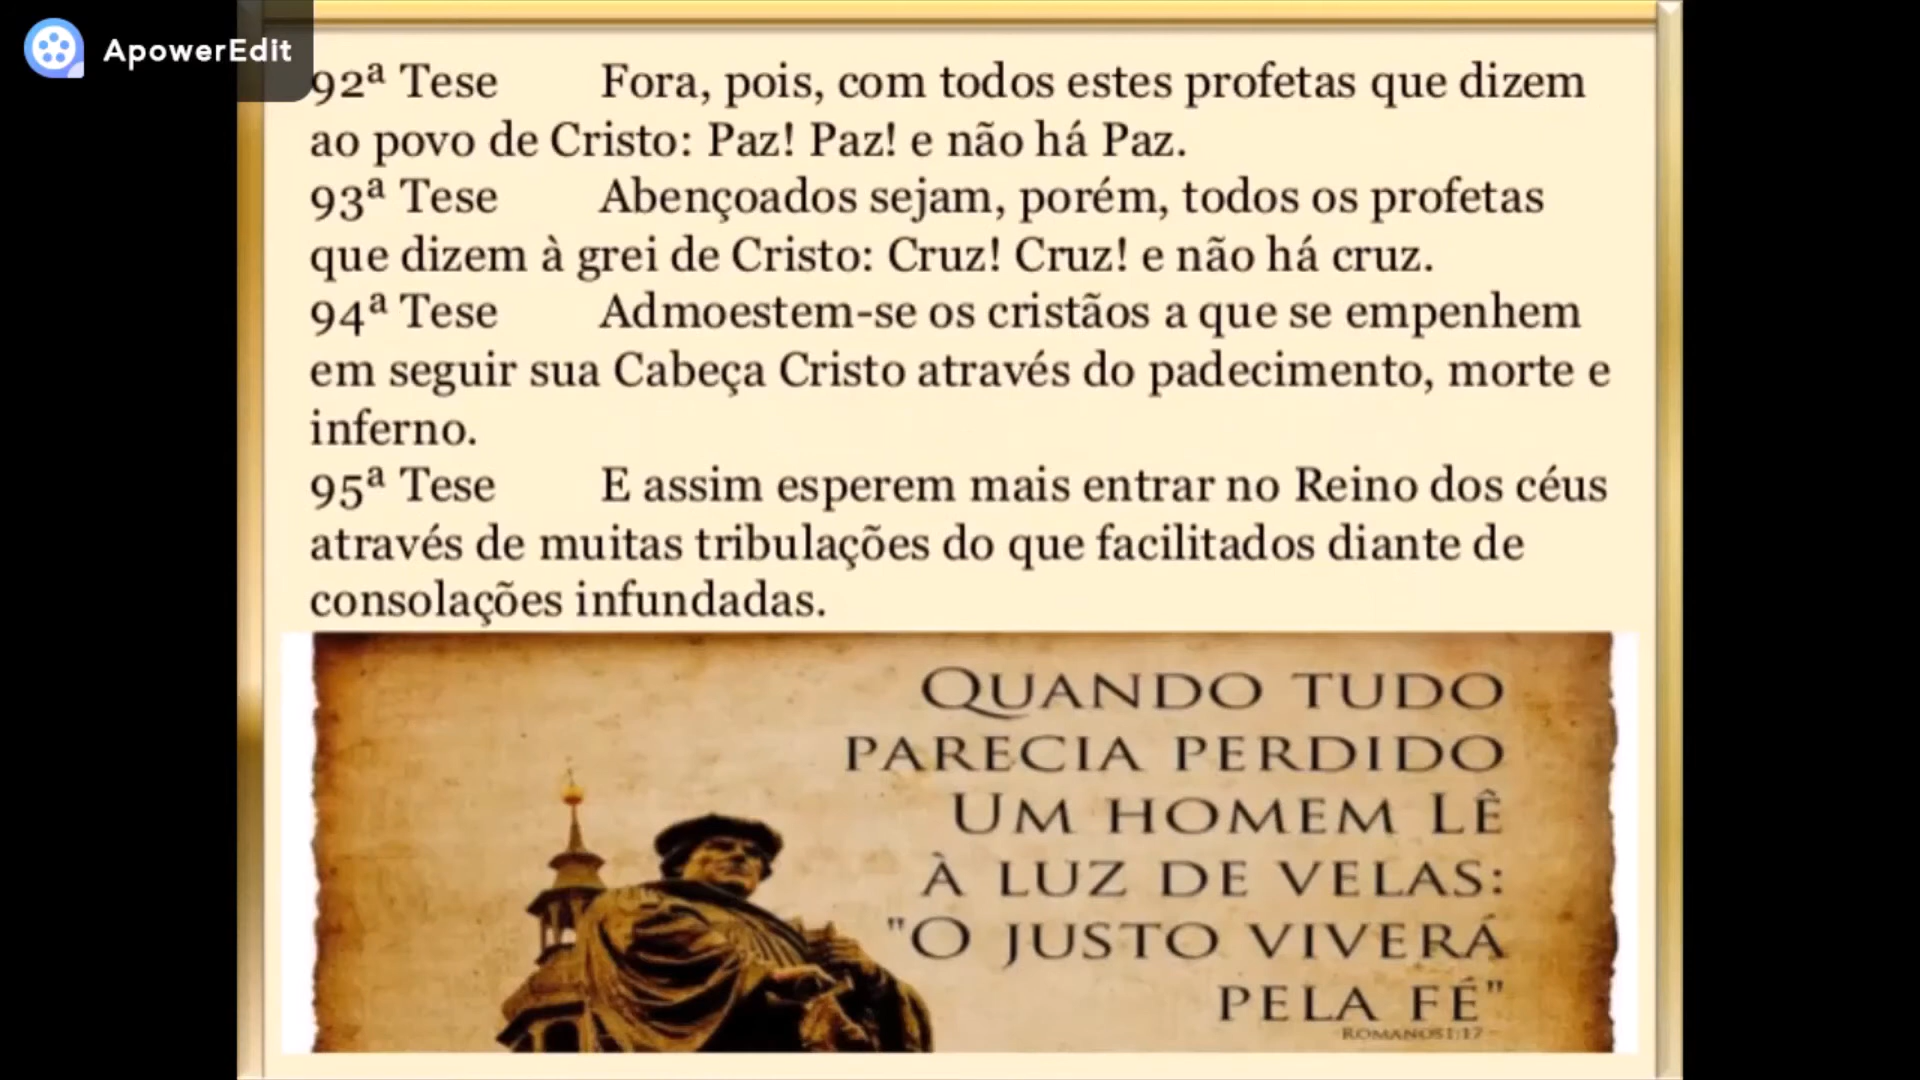 ApowerEdit
92ª Tese Fora, pois, com todos estes profetas que dizem
ao povo de Cristo: Paz! Paz! e não há Paz.
93ª Tese Abençoados sejam, porém, todos os profetas
que dizem à grei de Cristo: Cruz! Cruz! e não há cruz.
94ª Tese Admoestem-se os cristãos a que se empenhem
em seguir sua Cabeça Cristo através do padecimento, morte e
inferno.
95ª Tese E assim esperem mais entrar no Reino dos céus
através de muitas tribulações do que facilitados diante de
consolações infundadas.
QUANDO TUDO
PARECIA PERDIDO
UM HOMEM LÊ
À LUZ DE VELAS:
"O JUSTO VIVERÁ
PELA FÉ"
ROMANOS 1:17